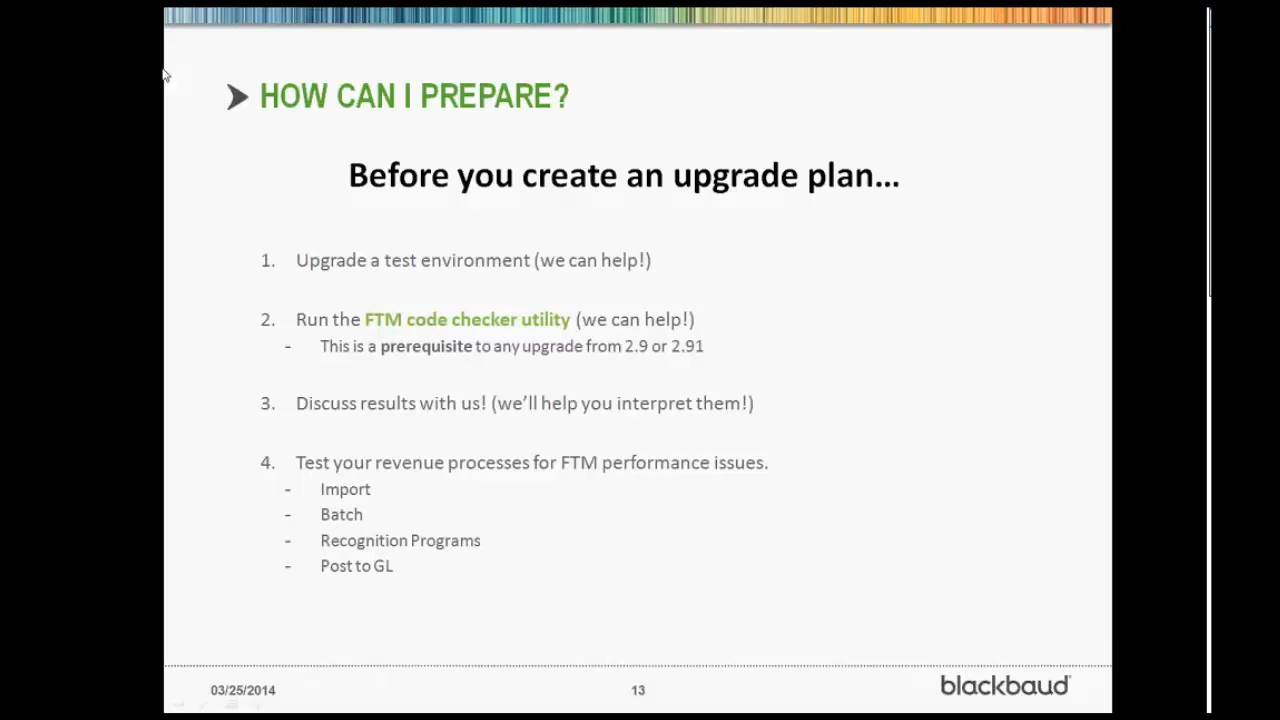 HOW CAN I PREPARE?
Before you create an upgrade plan...
1. Upgrade a test environment (we can help!)
2. Run the FTM code checker utility (we can help!)
- This is a prerequisite to any upgrade from 2.9 or 2.91
3. Discuss results with us! (we’ll help you interpret them!)
4. Test your revenue processes for FTM performance issues.
- Import
- Batch
- Recognition Programs
- Post to GL
03/25/2014
13
blackbaud